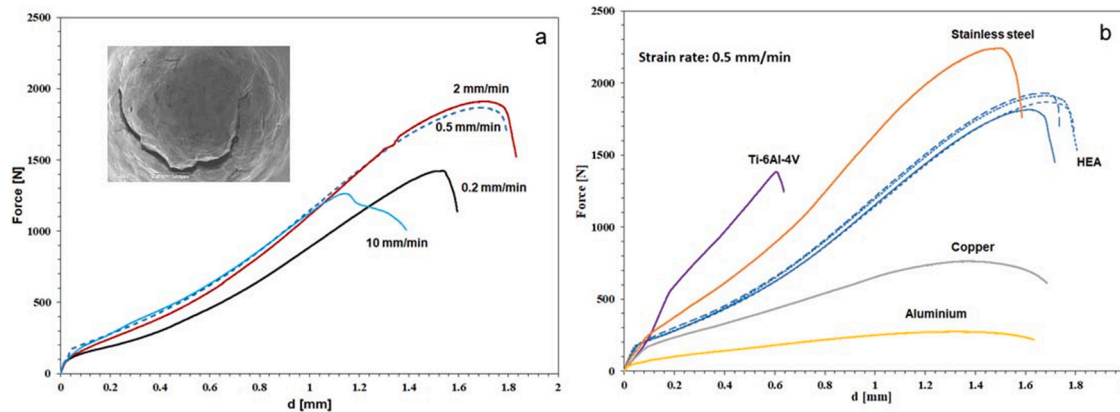 a
2500
2000
1500
1000
500
0
0
0.2
0.4
0.6
0.8
1
1.2
1.4
1.6
1.8
2
Force [N]
d [mm]
2 mm/min
0.5 mm/min
0.2 mm/min
10 mm/min
b
2500
2000
1500
1000
500
0
0.0
0.2
0.4
0.6
0.8
1.0
1.2
1.4
1.6
1.8
2.0
Force [N]
d [mm]
Strain rate: 0.5 mm/min
Stainless steel
Ti-6Al-4V
HEA
Copper
Aluminium